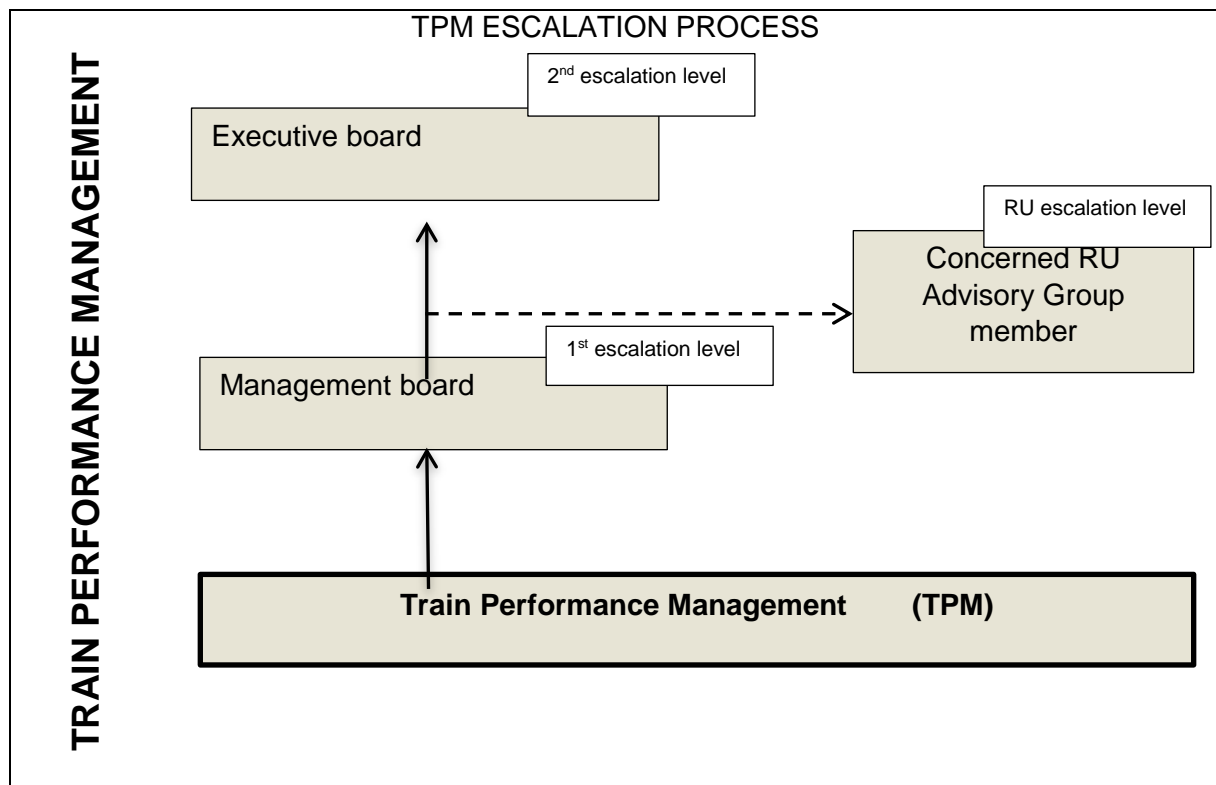 TPM ESCALATION PROCESS
TRAIN PERFORMANCE MANAGEMENT
2nd escalation level
Executive board
RU escalation level
Concerned RU
Advisory Group
member
1st escalation level
Management board
Train Performance Management (TPM)